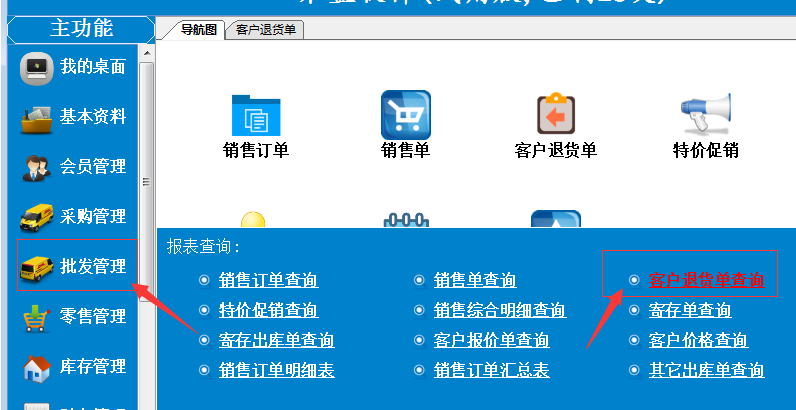 主功能
导航图
客户退货单
我的桌面
基本资料
会员管理
采购管理
批发管理
零售管理
库存管理
销售订单
销售单
客户退货单
特价促销
报表查询：
销售订单查询
销售单查询
客户退货单查询
特价促销查询
销售综合明细查询
寄存单查询
寄存出库单查询
客户报价单查询
客户价格查询
销售订单明细表
销售订单汇总表
其它出库单查询